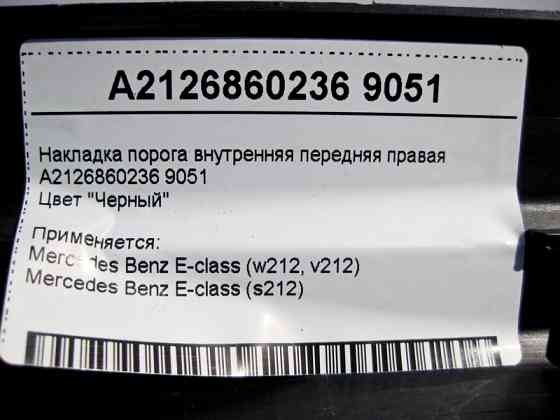 A2126860236 9051
Накладка порога внутренняя передняя правая
A2126860236 9051
Цвет "Черный"
Применяется:
Mercedes Benz E-class (w212, v212)
Mercedes Benz E-class (s212)